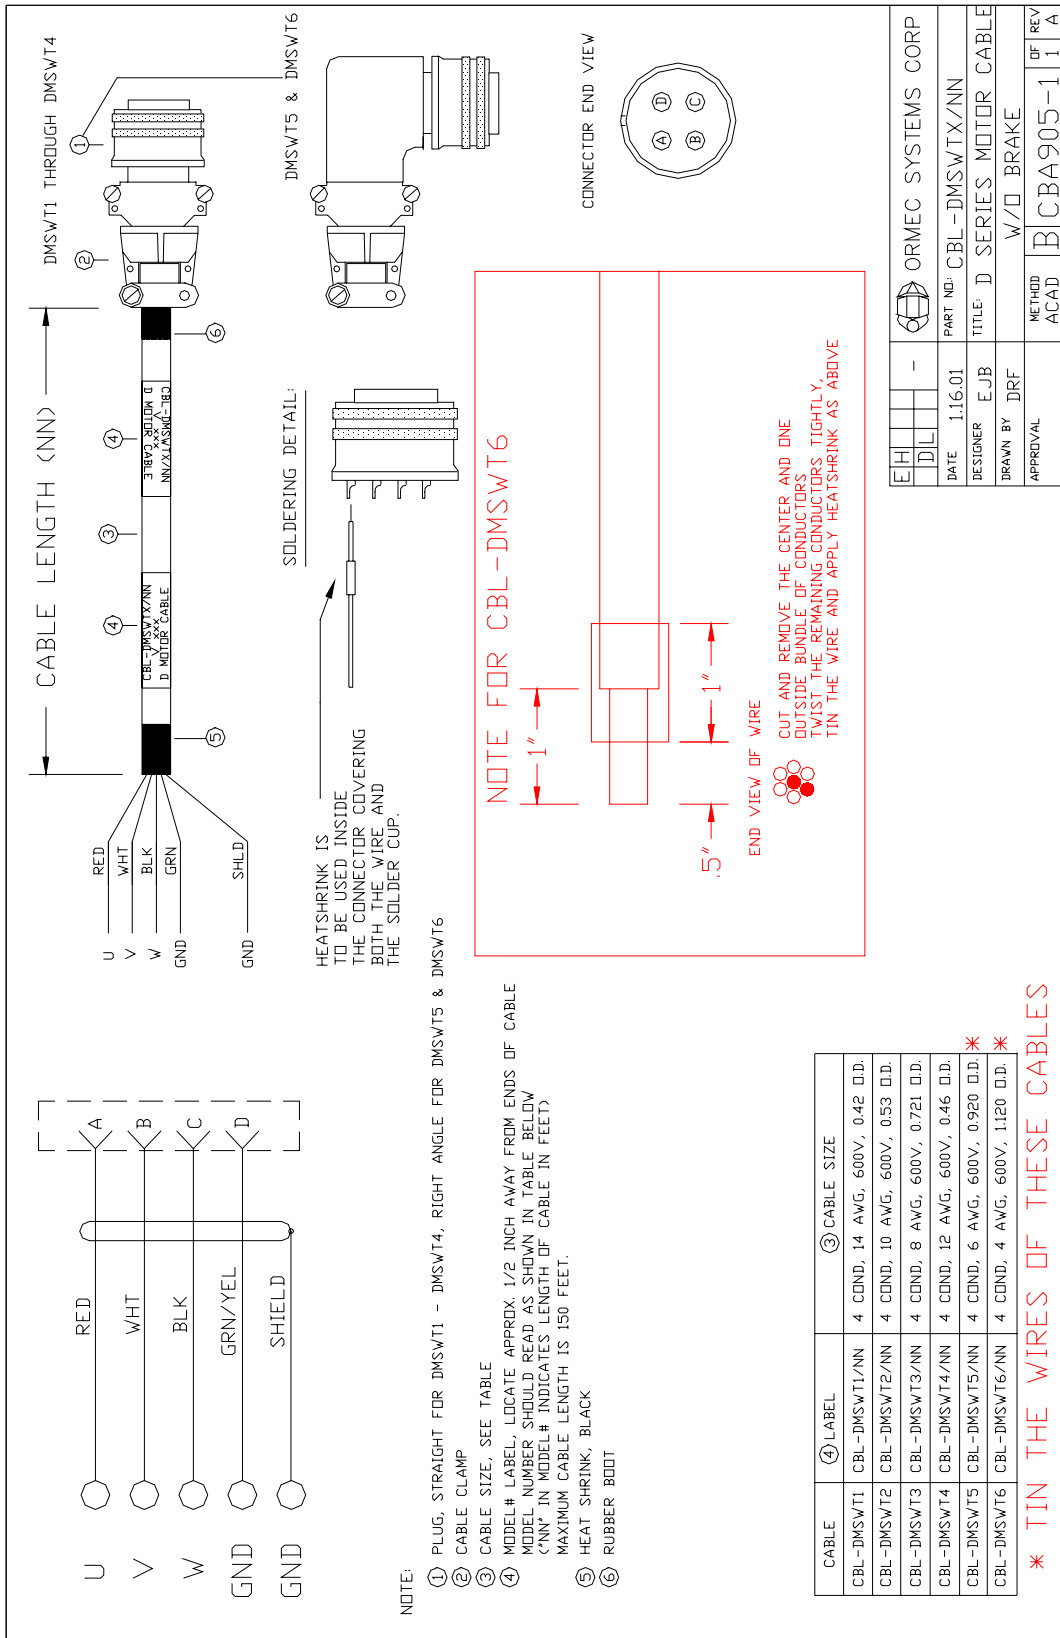 U
V
W
GND
GND
RED
WHT
BLK
GRN/YEL
SHIELD
A
B
C
D
U
V
W
GND
GND
RED
WHT
BLK
GRN
SHLD
CABLE LENGTH (NN)
CBL-DMSWTX/NN
XXX
D MOTOR CABLE
CBL-DMSWTX/NN
XXX
D MOTOR CABLE
5
4
3
4
6
2
1
DMSWT1 THROUGH DMSWT4
DMSWT5 & DMSWT6
HEATSHRINK IS
TO BE USED INSIDE
THE CONNECTOR COVERING
BOTH THE WIRE AND
THE SOLDER CUP.
SOLDERING DETAIL:
CONNECTOR END VIEW
A
B
C
D
NOTE:
1 PLUG, STRAIGHT FOR DMSWT1 - DMSWT4, RIGHT ANGLE FOR DMSWT5 & DMSWT6
2 CABLE CLAMP
3 CABLE SIZE, SEE TABLE
4 MODEL# LABEL, LOCATE APPROX. 1/2 INCH AWAY FROM ENDS OF CABLE
MODEL NUMBER SHOULD READ AS SHOWN IN TABLE BELOW
("NN" IN MODEL# INDICATES LENGTH OF CABLE IN FEET)
MAXIMUM CABLE LENGTH IS 150 FEET.
5 HEAT SHRINK, BLACK
6 RUBBER BOOT
NOTE FOR CBL-DMSWT6
1"
1"
.5"
END VIEW OF WIRE
CUT AND REMOVE THE CENTER AND ONE
OUTSIDE BUNDLE OF CONDUCTORS
TWIST THE REMAINING CONDUCTORS TIGHTLY,
TIN THE WIRE AND APPLY HEATSHRINK AS ABOVE
CABLE 4 LABEL 3 CABLE SIZE
CBL-DMSWT1 CBL-DMSWT1/NN 4 COND, 14 AWG, 600V, 0.42 O.D.
CBL-DMSWT2 CBL-DMSWT2/NN 4 COND, 10 AWG, 600V, 0.53 O.D.
CBL-DMSWT3 CBL-DMSWT3/NN 4 COND, 8 AWG, 600V, 0.721 O.D.
CBL-DMSWT4 CBL-DMSWT4/NN 4 COND, 12 AWG, 600V, 0.46 O.D.
CBL-DMSWT5 CBL-DMSWT5/NN 4 COND, 6 AWG, 600V, 0.920 O.D. *
CBL-DMSWT6 CBL-DMSWT6/NN 4 COND, 4 AWG, 600V, 1.120 O.D. *
* TIN THE WIRES OF THESE CABLES
EH
DL
-
ORMEC SYSTEMS CORP
DATE 1.16.01
PART NO: CBL-DMSWTX/NN
DESIGNER EJB
TITLE: D SERIES MOTOR CABLE
DRAWN BY DRF
W/O BRAKE
APPROVAL
METHOD ACAD
B CBA905-1
OF 1
REV A